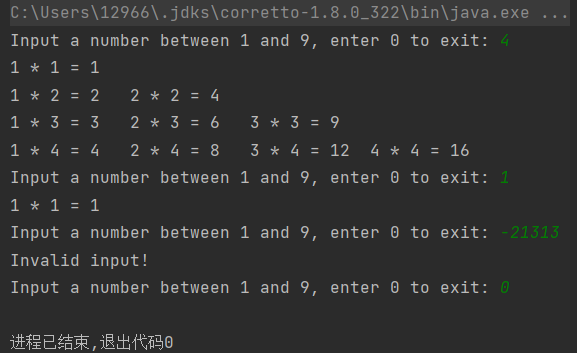 C:\Users\12966\.jdks\corretto-1.8.0_322\bin\java.exe ...
Input a number between 1 and 9, enter 0 to exit: 4
1 * 1 = 1
1 * 2 = 2   2 * 2 = 4
1 * 3 = 3   2 * 3 = 6   3 * 3 = 9
1 * 4 = 4   2 * 4 = 8   3 * 4 = 12  4 * 4 = 16
Input a number between 1 and 9, enter 0 to exit: 1
1 * 1 = 1
Input a number between 1 and 9, enter 0 to exit: -21313
Invalid input!
Input a number between 1 and 9, enter 0 to exit: 0
进程已结束,退出代码0